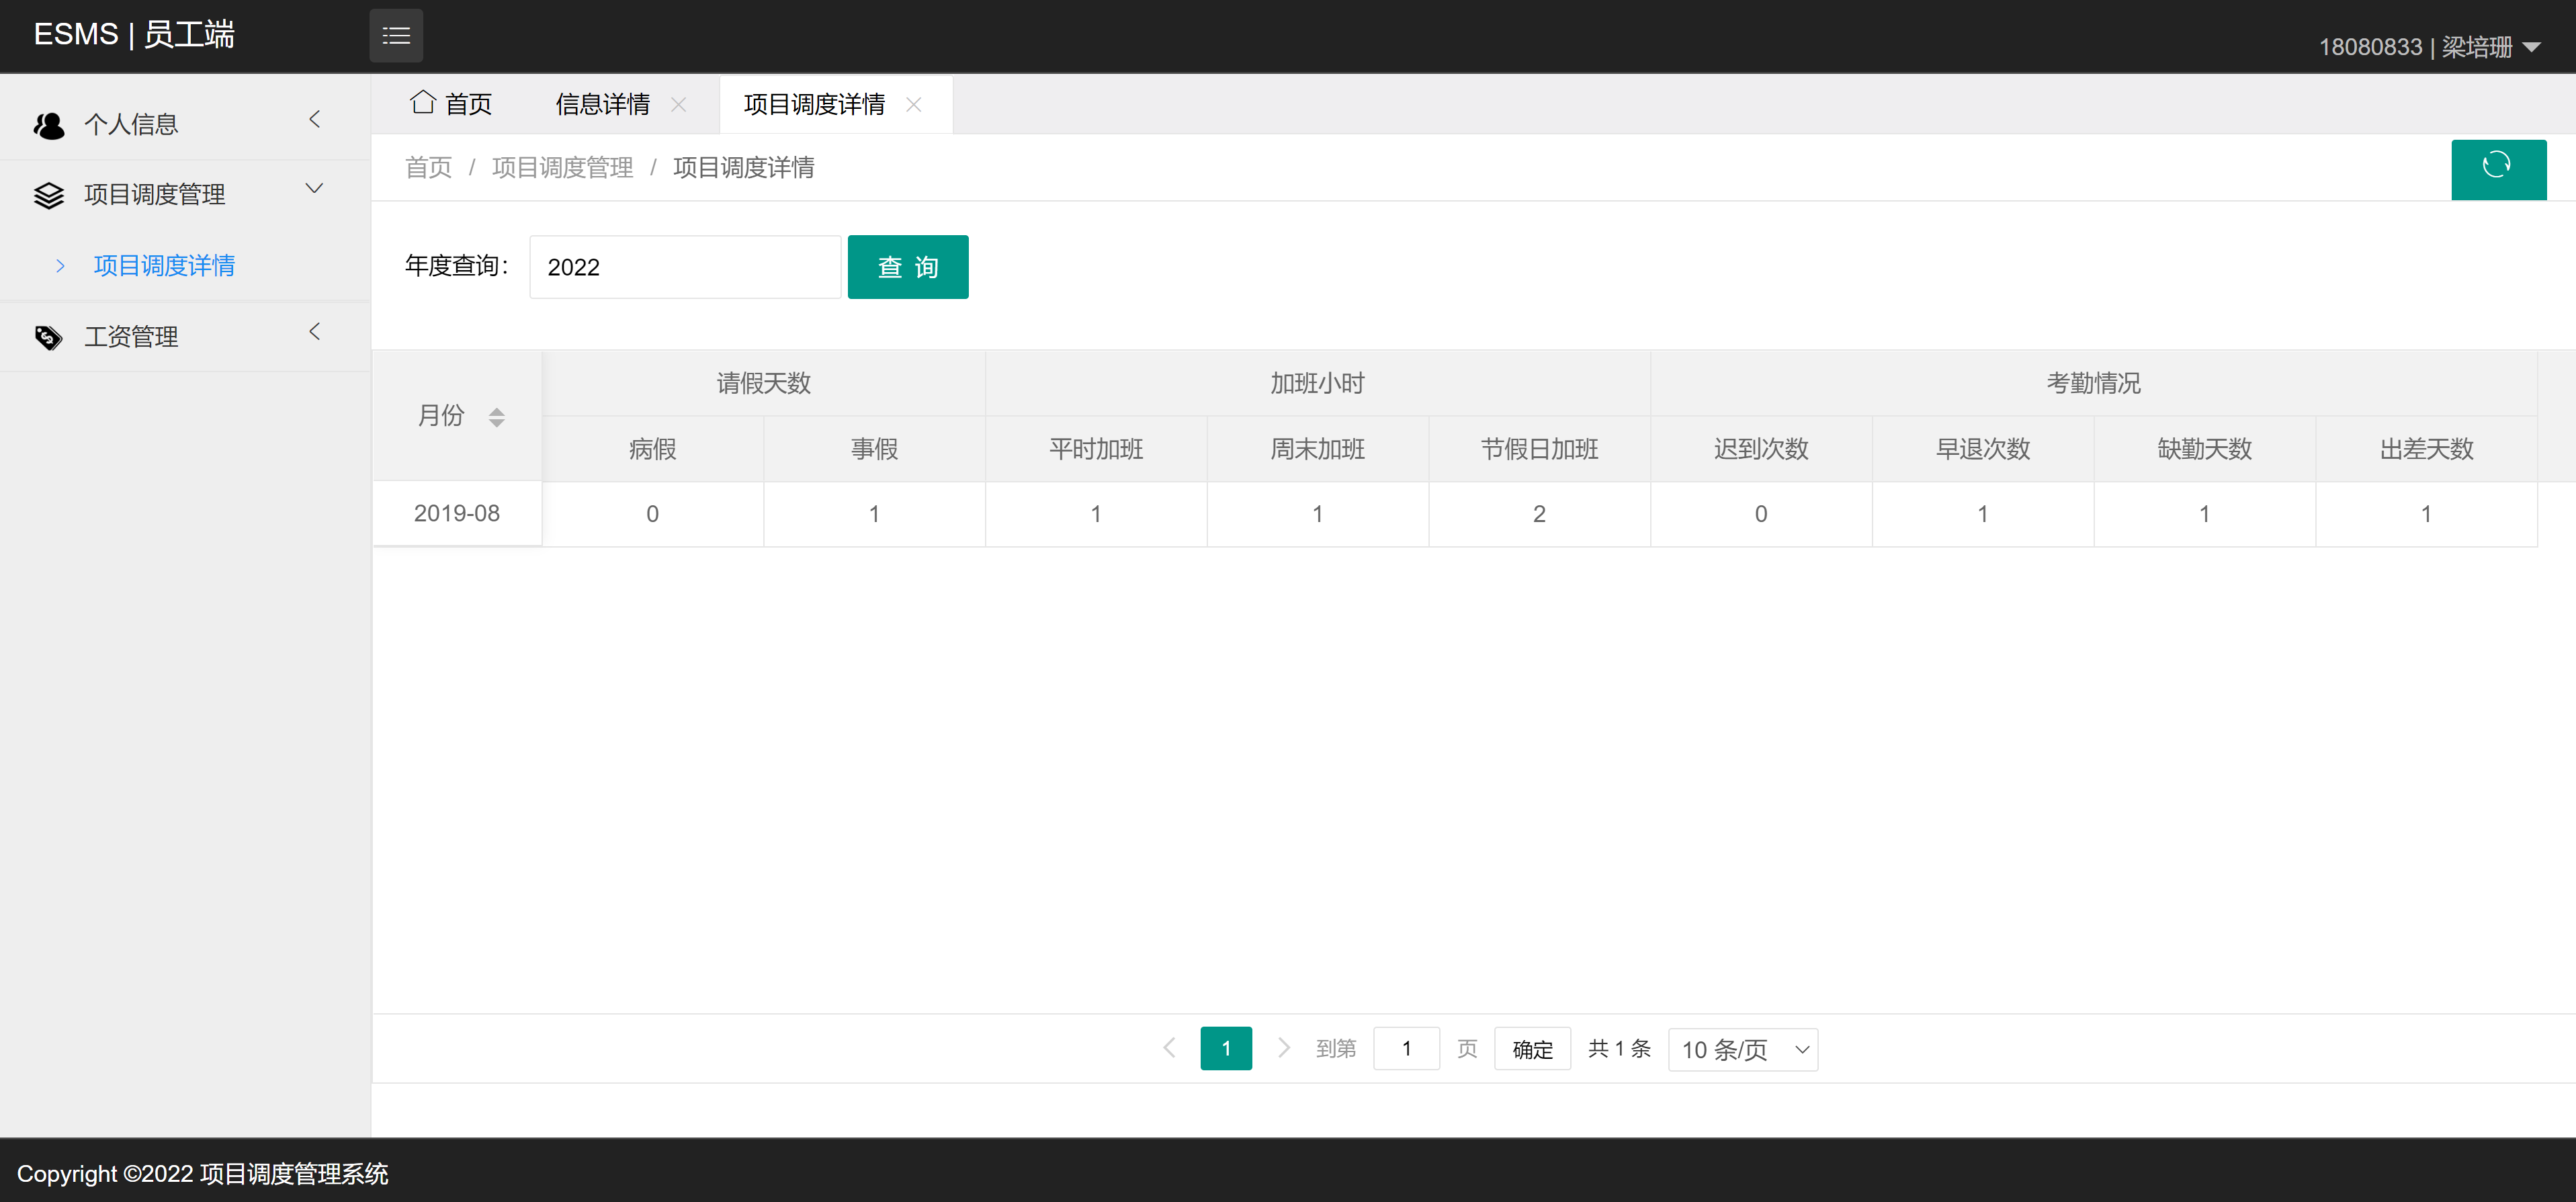 ESMS | 员工端
18080833 | 梁培珊
个人信息
项目调度管理
项目调度详情
工资管理
首页 信息详情 项目调度详情
首页 / 项目调度管理 / 项目调度详情
年度查询: 2022 查 询
月份 请假天数 加班小时 考勤情况
病假 事假 平时加班 周末加班 节假日加班 迟到次数 早退次数 缺勤天数 出差天数
2019-08 0 1 1 1 2 0 1 1 1
1 到第 1 页 确定 共 1 条 10 条/页
Copyright ©2022 项目调度管理系统